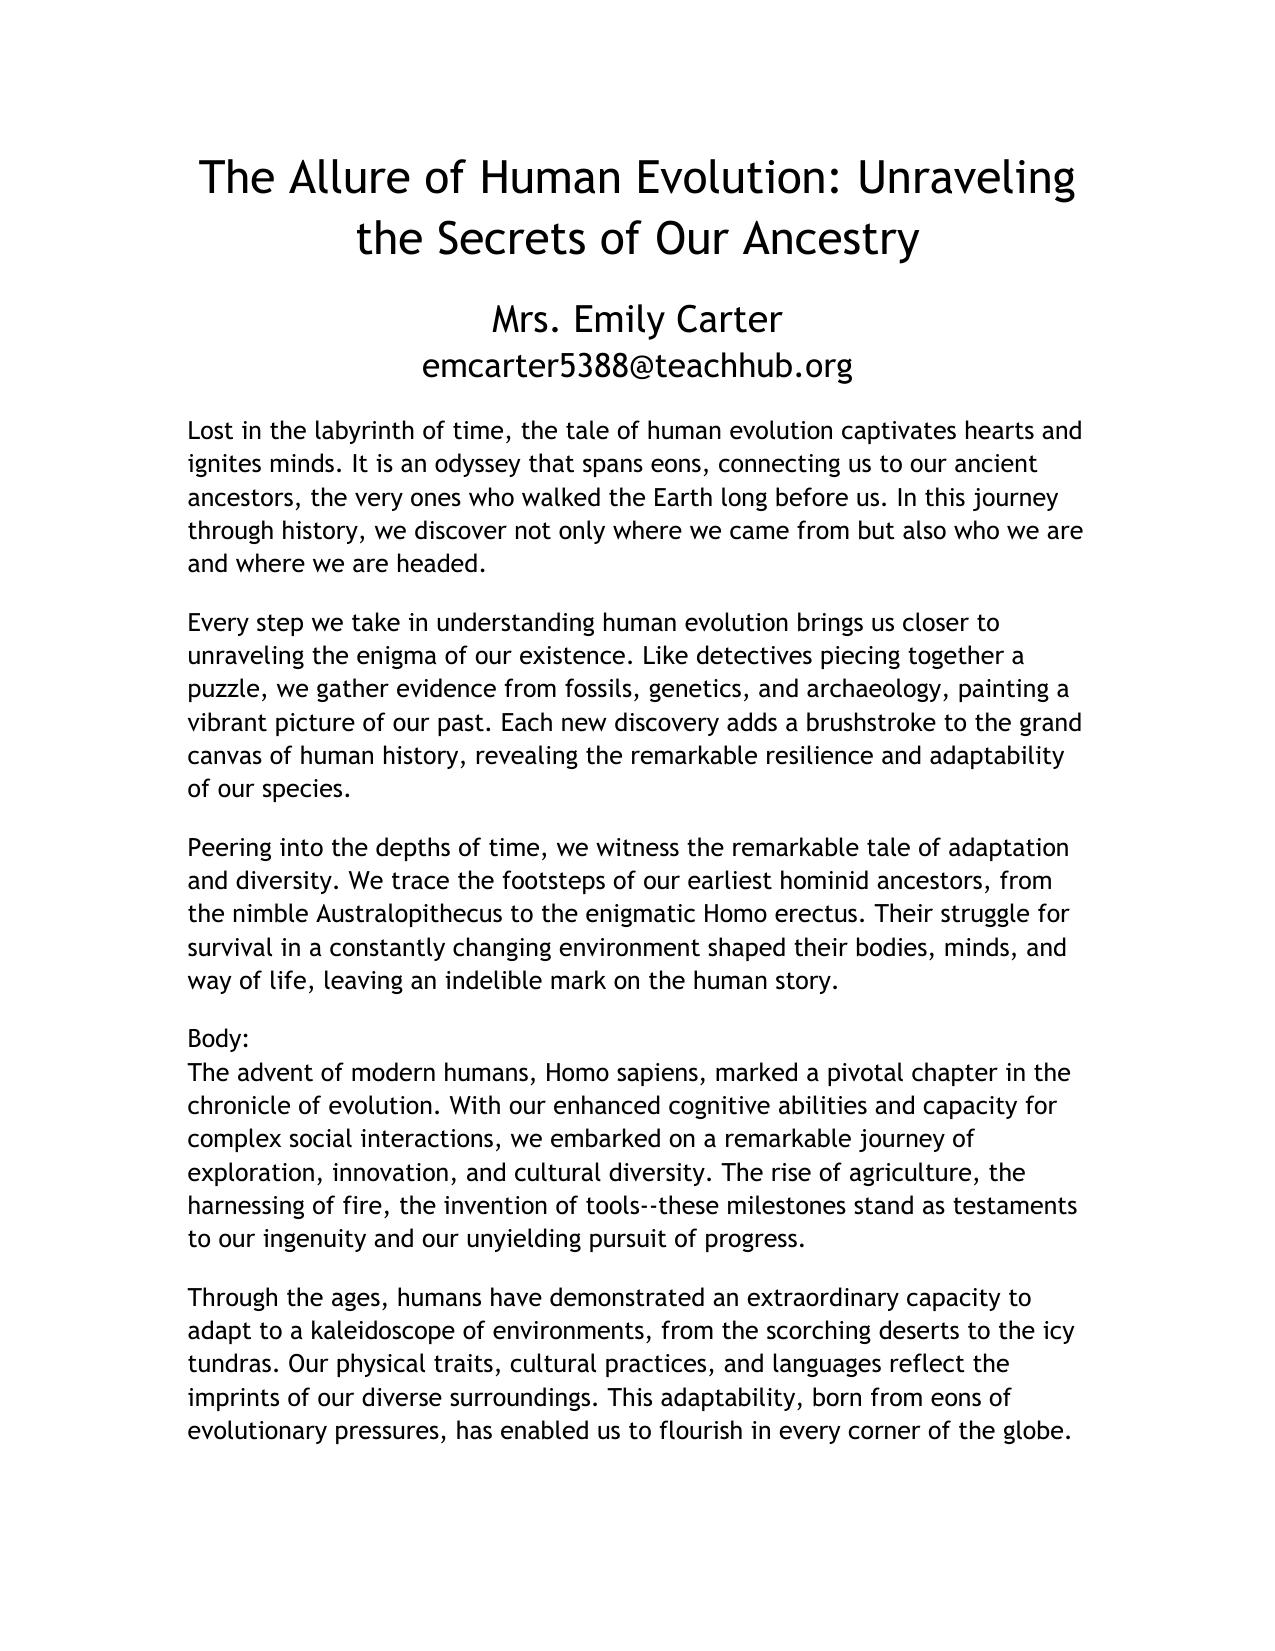 The Allure of Human Evolution: Unraveling
the Secrets of Our Ancestry
Mrs. Emily Carter
emcarter5388@teachhub.org
Lost in the labyrinth of time, the tale of human evolution captivates hearts and
ignites minds. It is an odyssey that spans eons, connecting us to our ancient
ancestors, the very ones who walked the Earth long before us. In this journey
through history, we discover not only where we came from but also who we are
and where we are headed.
Every step we take in understanding human evolution brings us closer to
unraveling the enigma of our existence. Like detectives piecing together a
puzzle, we gather evidence from fossils, genetics, and archaeology, painting a
vibrant picture of our past. Each new discovery adds a brushstroke to the grand
canvas of human history, revealing the remarkable resilience and adaptability
of our species.
Peering into the depths of time, we witness the remarkable tale of adaptation
and diversity. We trace the footsteps of our earliest hominid ancestors, from
the nimble Australopithecus to the enigmatic Homo erectus. Their struggle for
survival in a constantly changing environment shaped their bodies, minds, and
way of life, leaving an indelible mark on the human story.
Body:
The advent of modern humans, Homo sapiens, marked a pivotal chapter in the
chronicle of evolution. With our enhanced cognitive abilities and capacity for
complex social interactions, we embarked on a remarkable journey of
exploration, innovation, and cultural diversity. The rise of agriculture, the
harnessing of fire, the invention of tools--these milestones stand as testaments
to our ingenuity and our unyielding pursuit of progress.
Through the ages, humans have demonstrated an extraordinary capacity to
adapt to a kaleidoscope of environments, from the scorching deserts to the icy
tundras. Our physical traits, cultural practices, and languages reflect the
imprints of our diverse surroundings. This adaptability, born from eons of
evolutionary pressures, has enabled us to flourish in every corner of the globe.